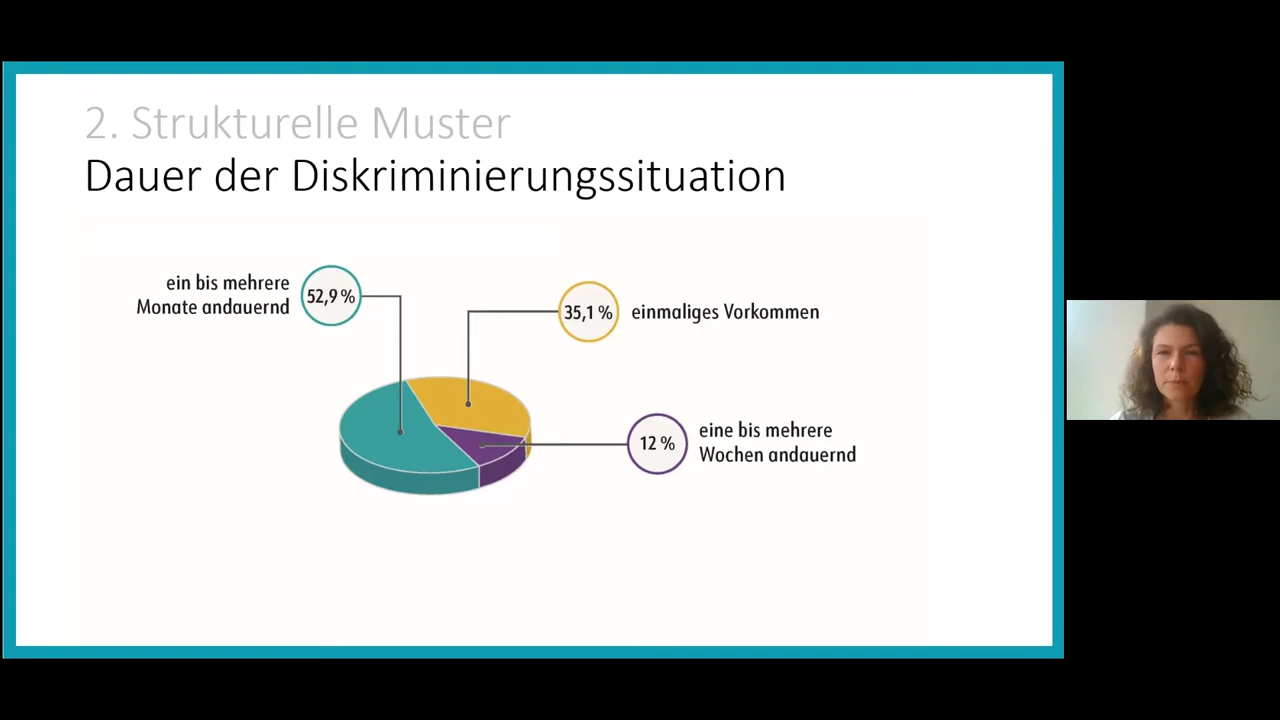 2. Strukturelle Muster
Dauer der Diskriminierungssituation
ein bis mehrere
Monate andauernd
52,9 %
35,1 %
einmaliges Vorkommen
12 %
eine bis mehrere
Wochen andauernd